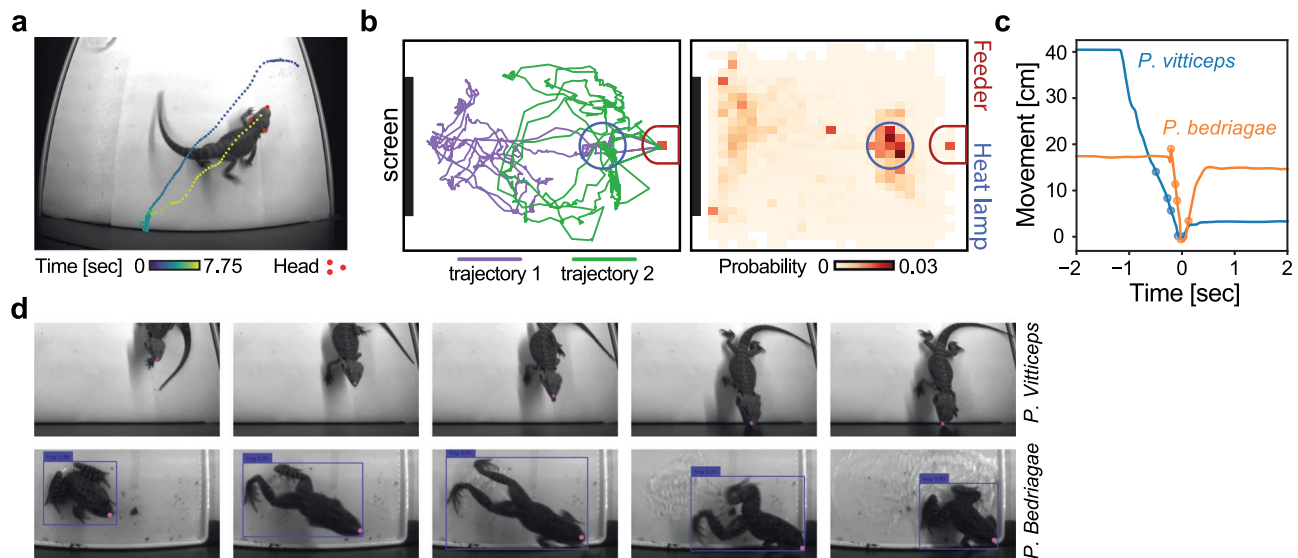 a
Time [sec] 0 7.75 Head
b
screen
trajectory 1 trajectory 2
Feeder
Heat lamp
Probability 0 0.03
c
Movement [cm]
40
30
20
10
0
P. vitticeps
P. bedriagae
−2 −1 0 1 2
Time [sec]
d
P. Vitticeps
P. Bedriagae